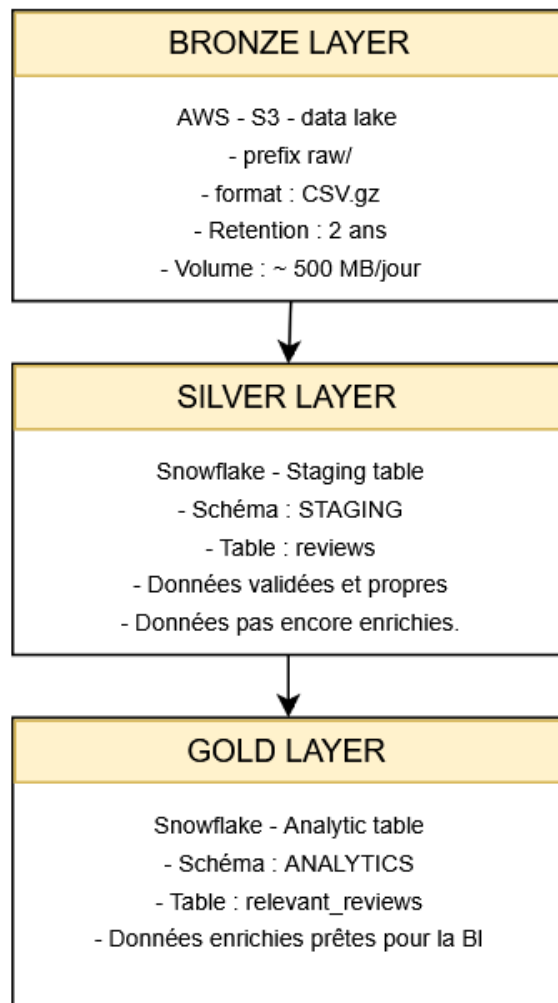 BRONZE LAYER
AWS - S3 - data lake
- prefix raw/
- format : CSV.gz
- Retention : 2 ans
- Volume : ~ 500 MB/jour
SILVER LAYER
Snowflake - Staging table
- Schéma : STAGING
- Table : reviews
- Données validées et propres
- Données pas encore enrichies.
GOLD LAYER
Snowflake - Analytic table
- Schéma : ANALYTICS
- Table : relevant_reviews
- Données enrichies prêtes pour la BI